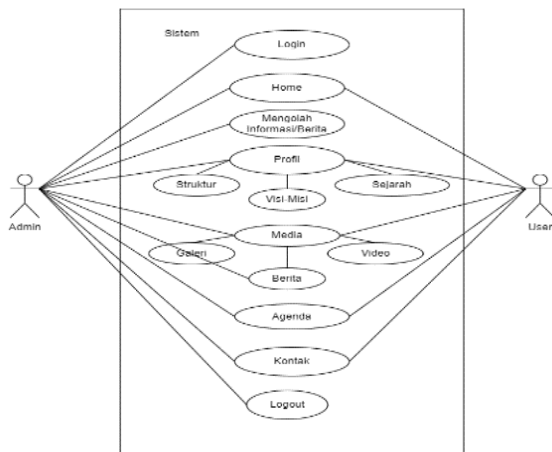 Sistem
Login
Home
Mengolah
Informasi/Berita
Profil
Struktur
Sejarah
Visi-Misi
Admin
User
Media
Galeri
Video
Berita
Agenda
Kontak
Logout